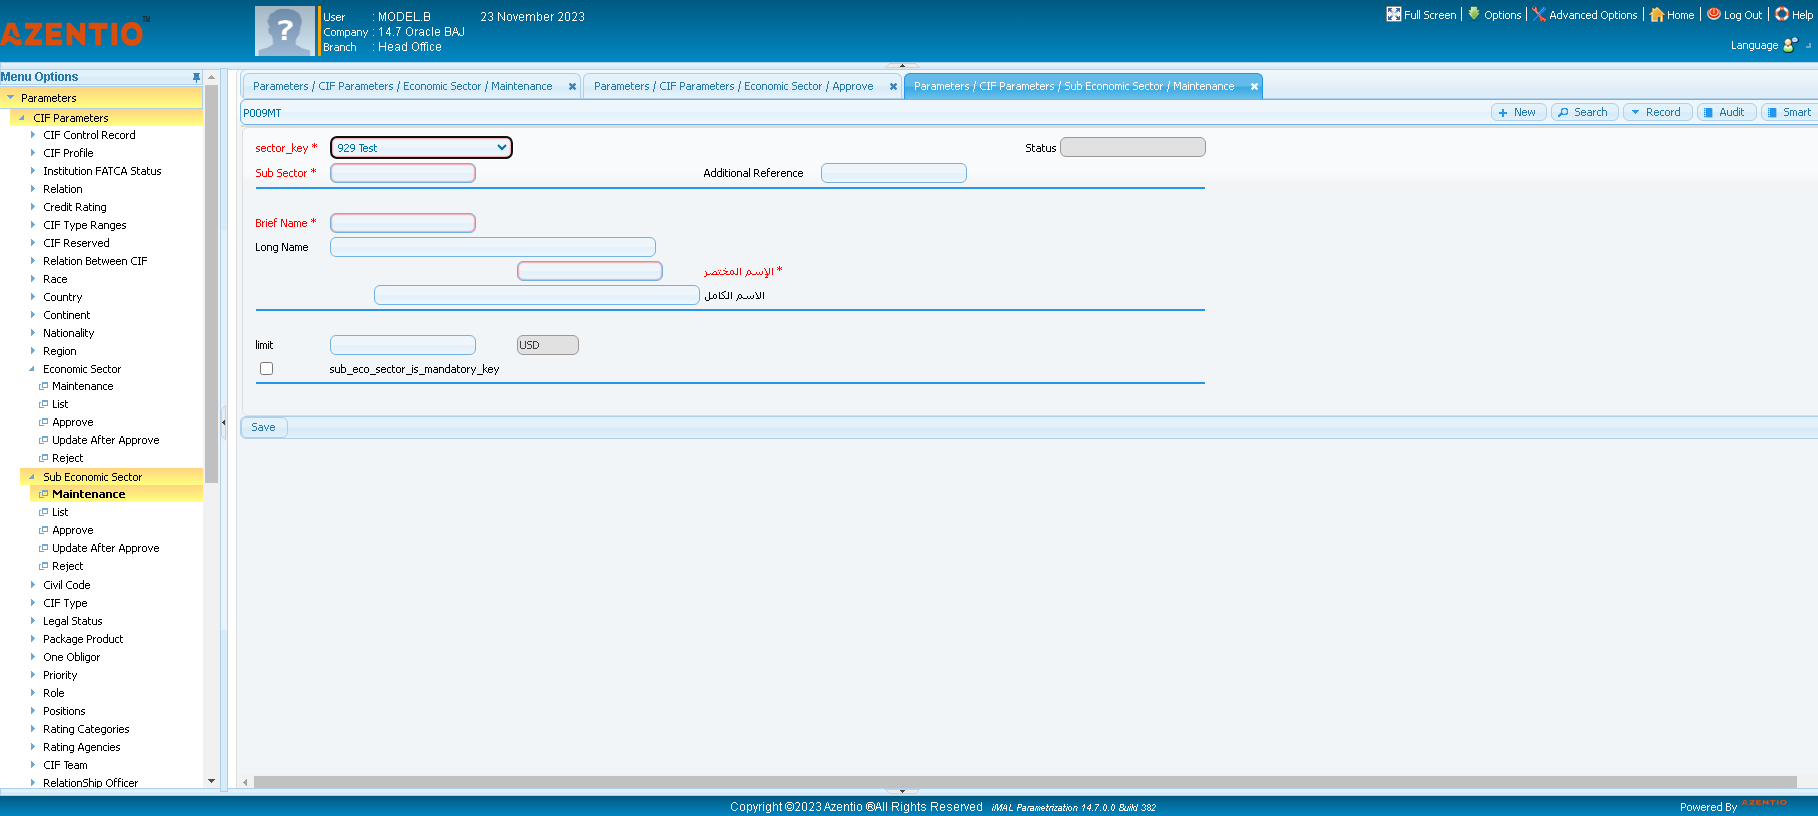 AZENTIO™
User : MODEL.B 23 November 2023
Company : 14.7 Oracle BAJ
Branch : Head Office
Full Screen Options Advanced Options Home Log Out Help
Language
Menu Options
Parameters
CIF Parameters
CIF Control Record
CIF Profile
Institution FATCA Status
Relation
Credit Rating
CIF Type Ranges
CIF Reserved
Relation Between CIF
Race
Country
Continent
Nationality
Region
Economic Sector
Maintenance
List
Approve
Update After Approve
Reject
Sub Economic Sector
Maintenance
List
Approve
Update After Approve
Reject
Civil Code
CIF Type
Legal Status
Package Product
One Obligor
Priority
Role
Positions
Rating Categories
Rating Agencies
CIF Team
RelationShip Officer
Parameters / CIF Parameters / Economic Sector / Maintenance
Parameters / CIF Parameters / Economic Sector / Approve
Parameters / CIF Parameters / Sub Economic Sector / Maintenance
P009MT
New Search Record Audit Smart
sector_key * 929 Test Status
Sub Sector * Additional Reference
Brief Name *
Long Name
الإسم المختصر *
الاسم الكامل
limit USD
sub_eco_sector_is_mandatory_key
Save
Copyright ©2023 Azentio ®All Rights Reserved iMAL Parametrization 14.7.0.0 Build 382
Powered By AZENTIO